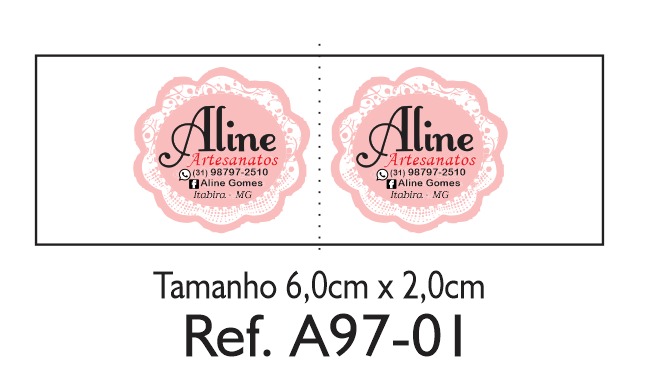 Aline
Artesanatos
(31) 98797-2510
Aline Gomes
Itabira - MG
Aline
Artesanatos
(31) 98797-2510
Aline Gomes
Itabira - MG
Tamanho 6,0cm x 2,0cm
Ref. A97-01